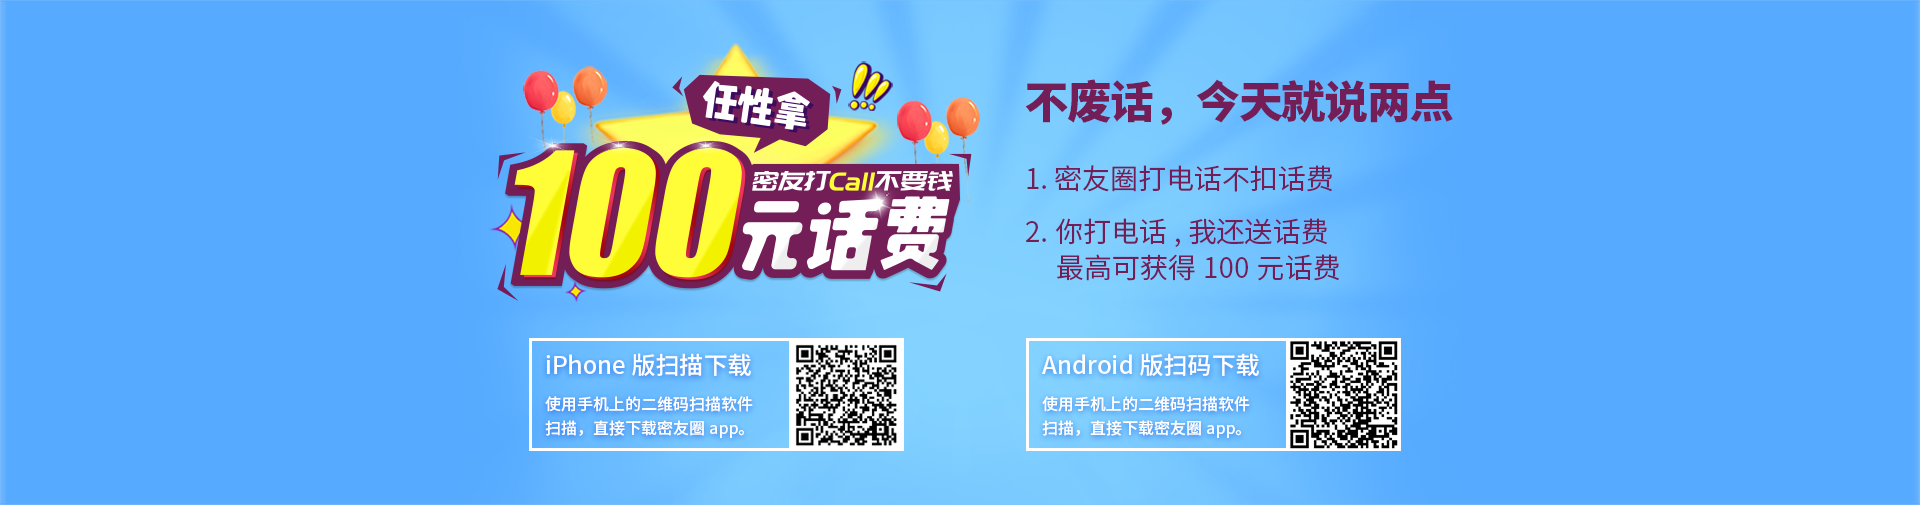 任性拿
100
密友打Call不要钱
元话费
不废话，今天就说两点
1. 密友圈打电话不扣话费
2. 你打电话 , 我还送话费
最高可获得 100 元话费
iPhone 版扫描下载
使用手机上的二维码扫描软件
扫描，直接下载密友圈 app。
Android 版扫码下载
使用手机上的二维码扫描软件
扫描，直接下载密友圈 app。